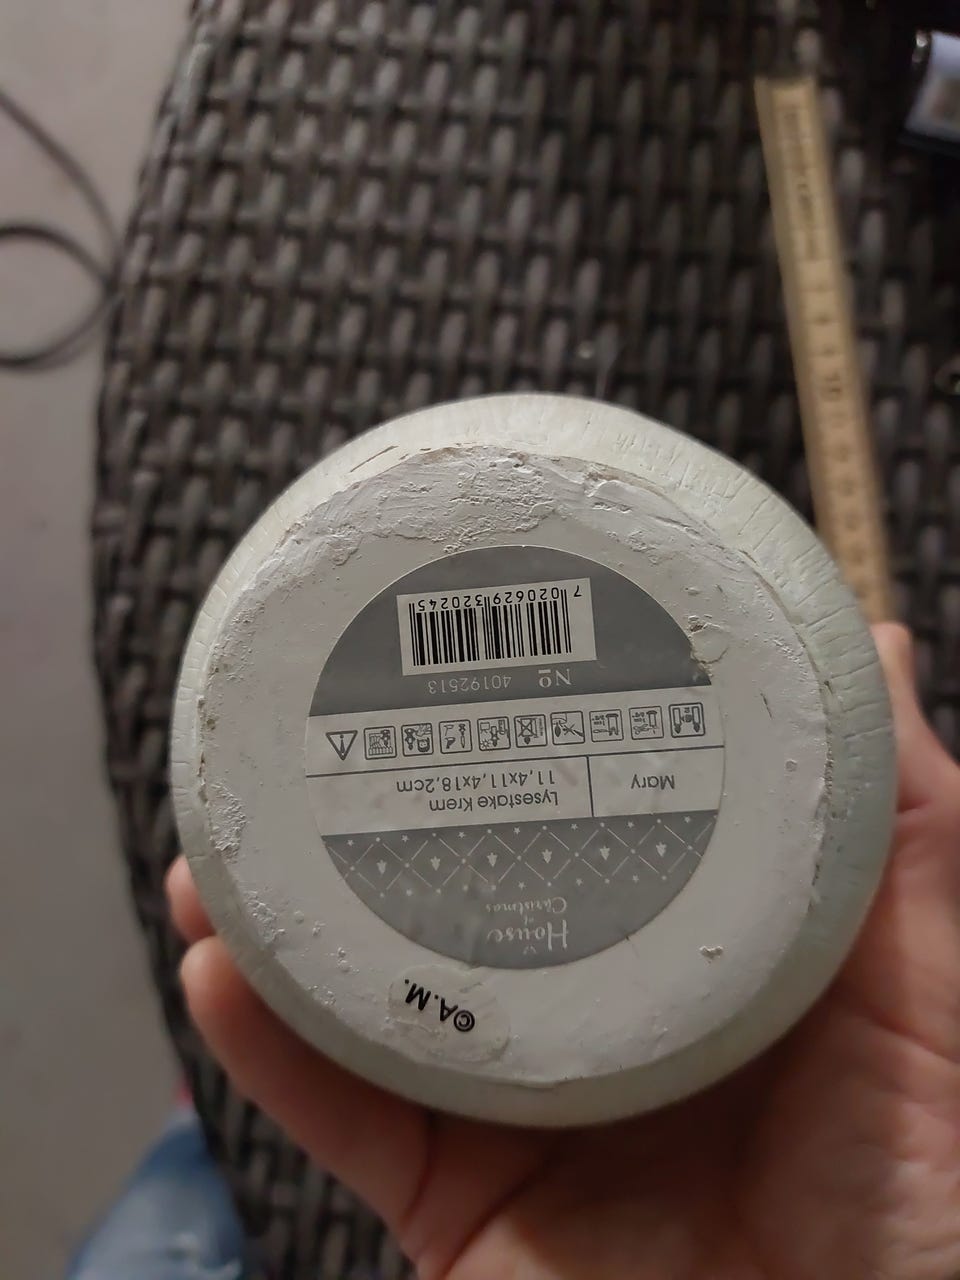 ©A.M.
House
of
Christmas
Mary
Lysestake Krem
11,4x11,4x18,2cm
No 40192513
7 020629 320245